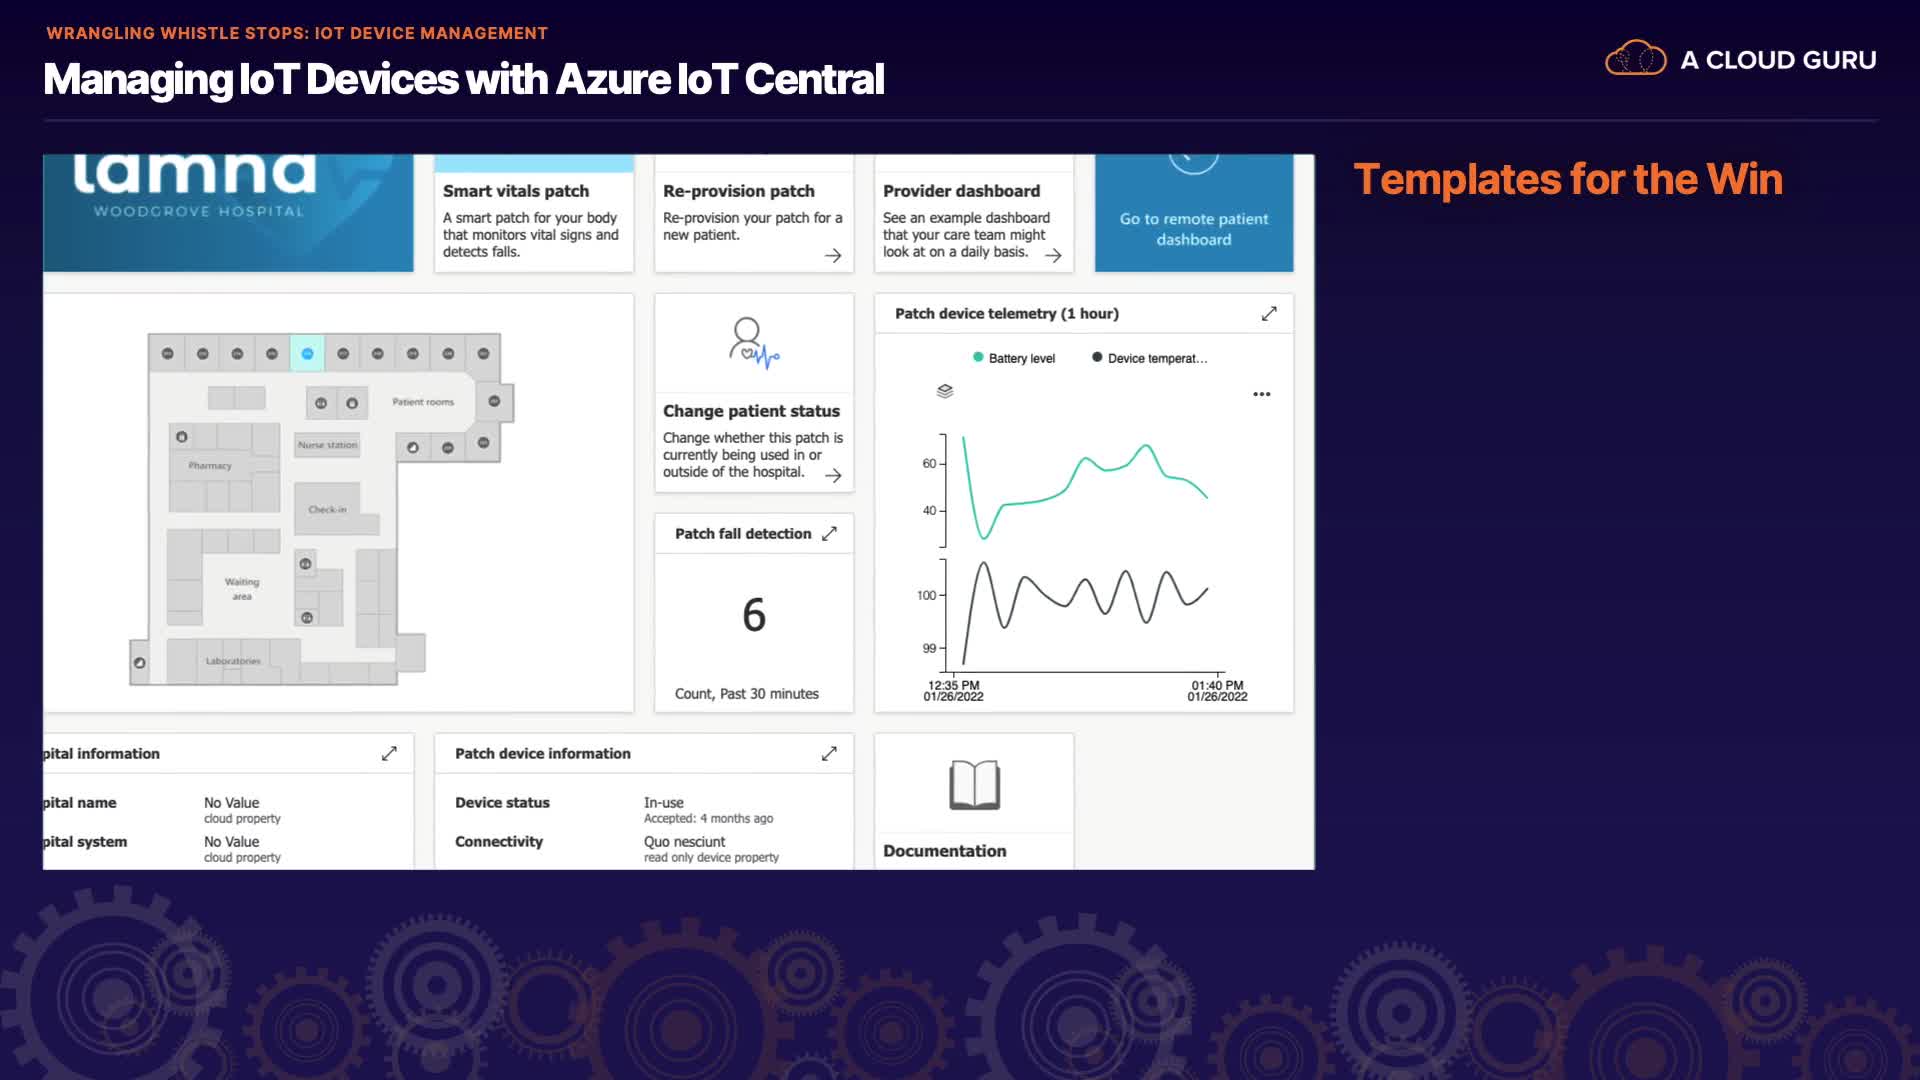 WRANGLING WHISTLE STOPS: IOT DEVICE MANAGEMENT
Managing IoT Devices with Azure IoT Central
A CLOUD GURU
Templates for the Win
lamna
WOODGROVE HOSPITAL
Smart vitals patch
A smart patch for your body
that monitors vital signs and
detects falls.
Re-provision patch
Re-provision your patch for a
new patient.
Provider dashboard
See an example dashboard
that your care team might
look at on a daily basis.
Go to remote patient
dashboard
Patient rooms
Nurse station
Pharmacy
Check-in
Waiting
area
Laboratories
Change patient status
Change whether this patch is
currently being used in or
outside of the hospital.
Patch fall detection
6
Count, Past 30 minutes
Patch device telemetry (1 hour)
Battery level
Device temperat...
60
40
100
99
12:35 PM
01/26/2022
01:40 PM
01/26/2022
pital information
pital name
No Value
cloud property
pital system
No Value
cloud property
Patch device information
Device status
In-use
Accepted: 4 months ago
Connectivity
Quo nesciunt
read only device property
Documentation